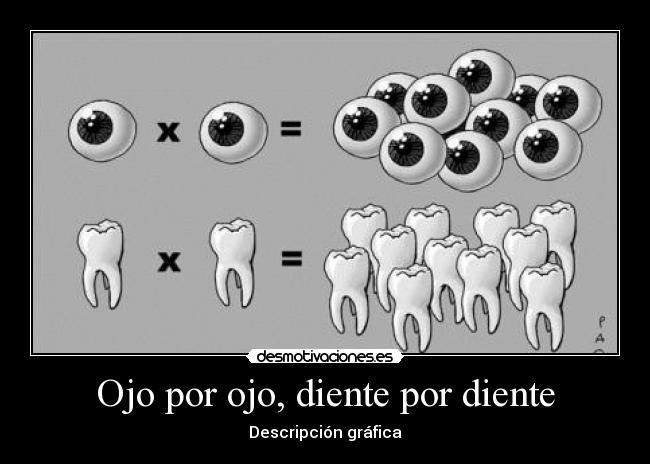 x =
x =
P
A
desmotivaciones.es
Ojo por ojo, diente por diente
Descripción gráfica